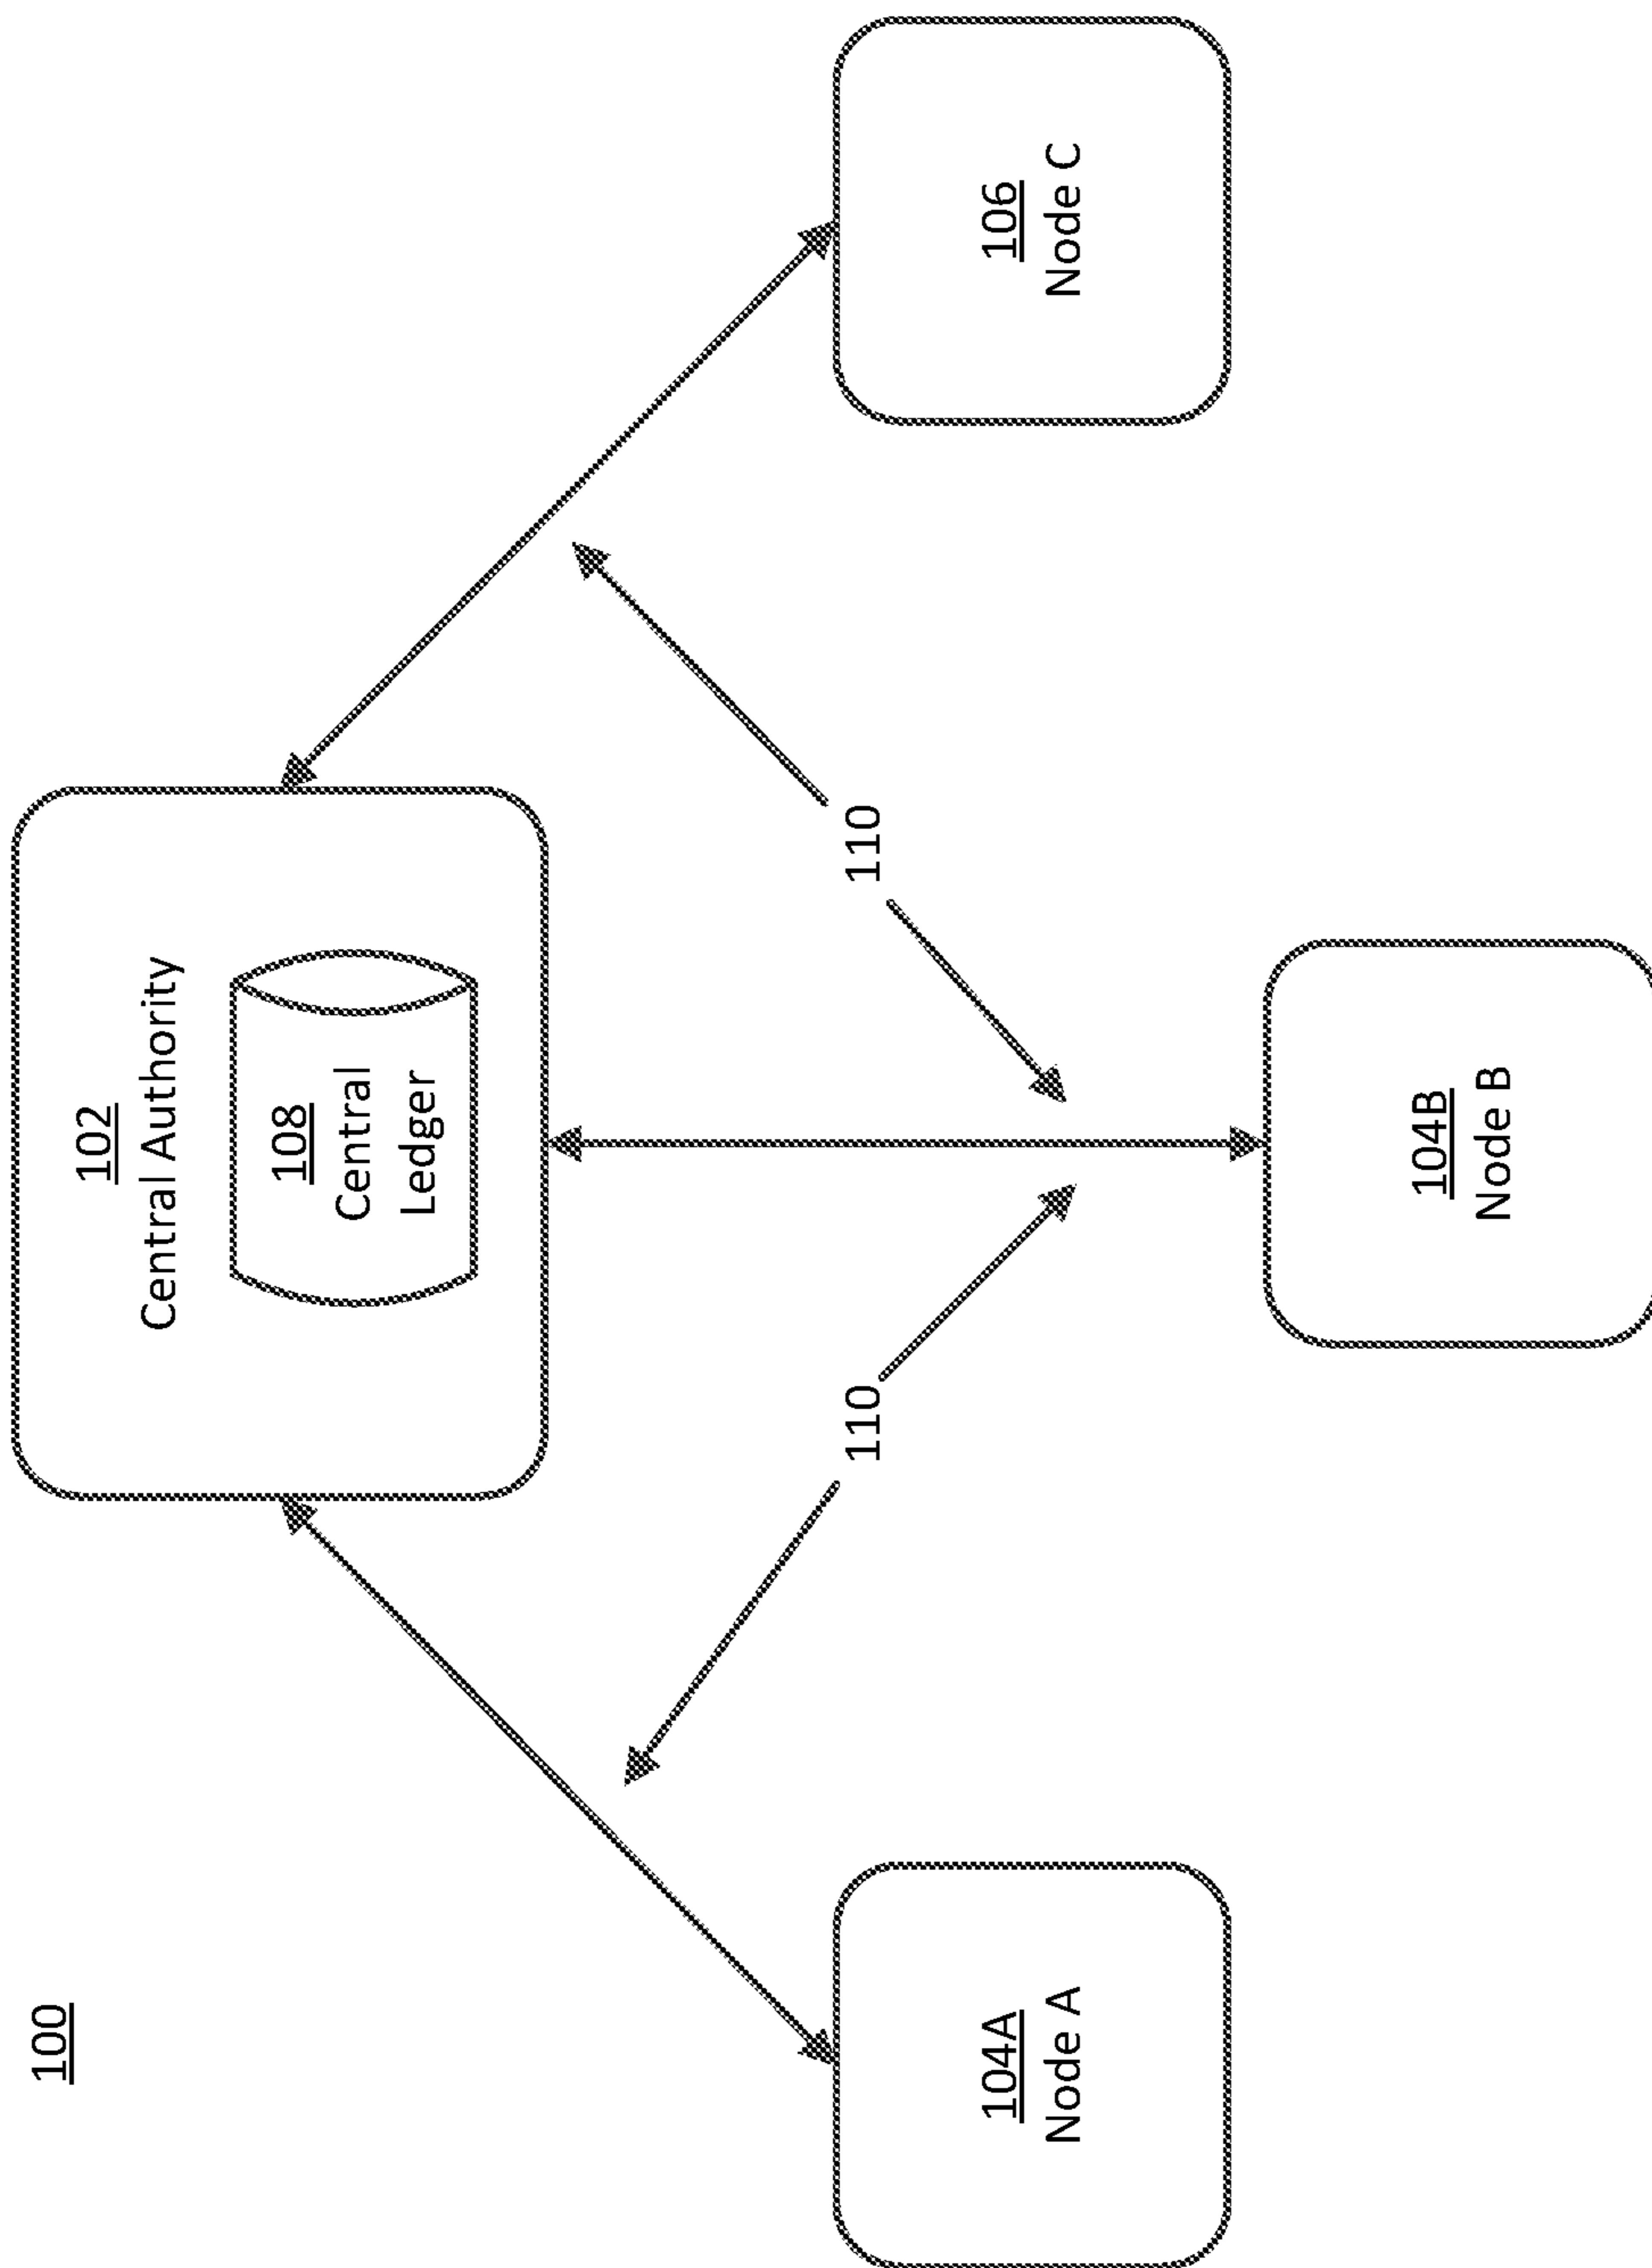 100
102
Central Authority
108
Central
Ledger
110
110
104A
Node A
106
Node C
104B
Node B